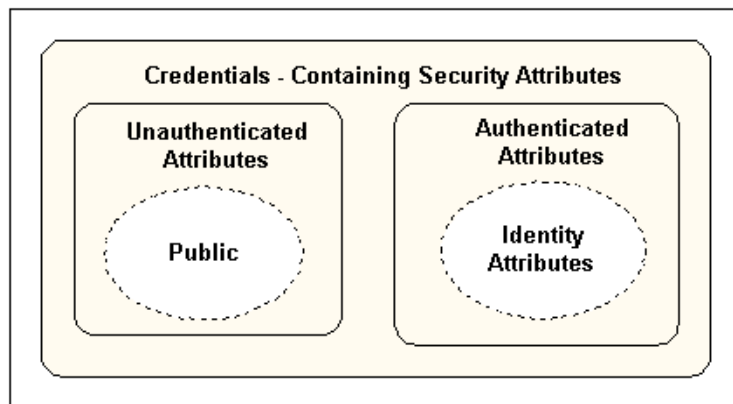 Credentials - Containing Security Attributes
Unauthenticated
Attributes
Public
Authenticated
Attributes
Identity
Attributes